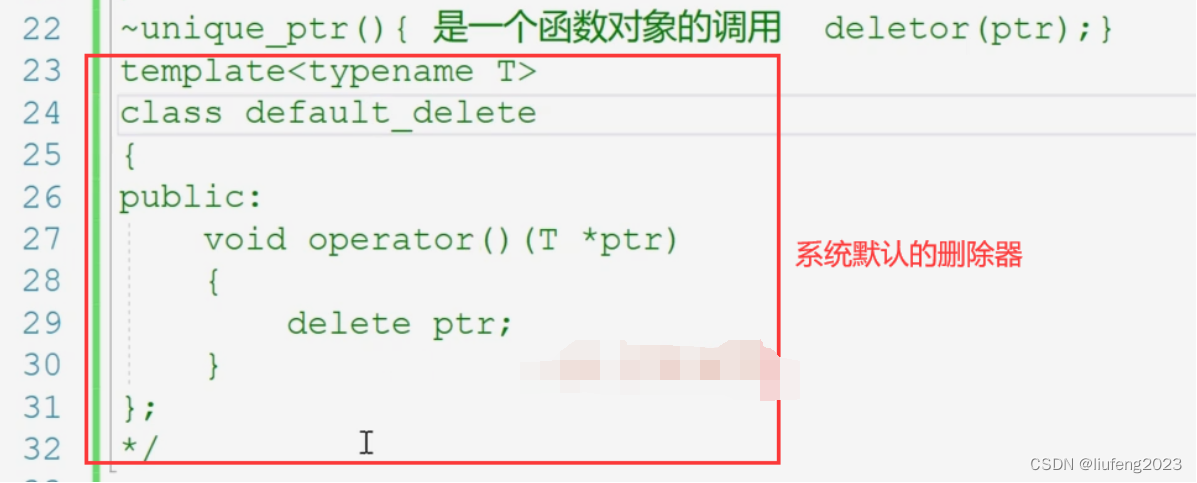 22 ~unique_ptr(){ 是一个函数对象的调用 deletor(ptr);}
23 template<typename T>
24 class default_delete
25 {
26 public:
27 void operator()(T *ptr)
系统默认的删除器
28 {
29 delete ptr;
30 }
31 };
32 */
CSDN @liufeng2023